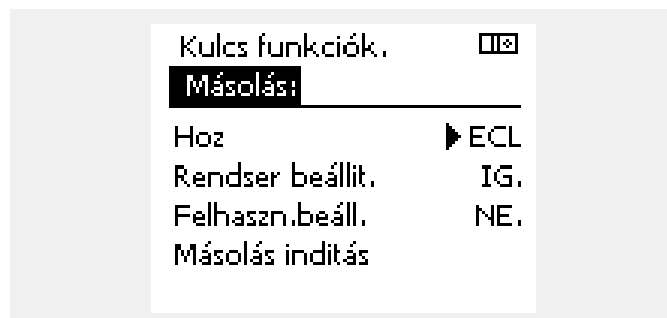 Kulcs funkciók.
Másolás:
Hoz ECL
Rendser beállit. IG.
Felhaszn.beáll. NE.
Másolás inditás